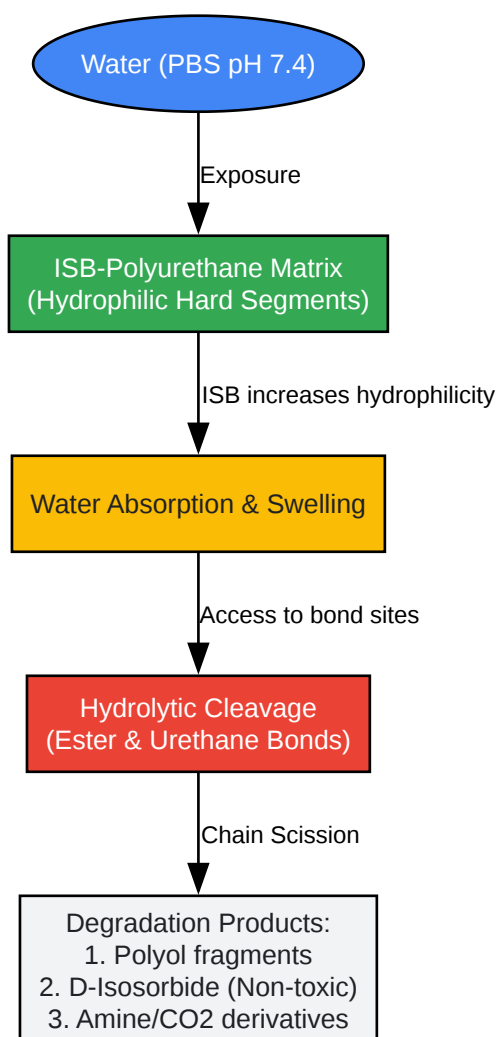 Water (PBS pH 7.4)
Exposure
ISB-Polyurethane Matrix
(Hydrophilic Hard Segments)
ISB increases hydrophilicity
Water Absorption & Swelling
Access to bond sites
Hydrolytic Cleavage
(Ester & Urethane Bonds)
Chain Scission
Degradation Products:
1. Polyol fragments
2. D-Isosorbide (Non-toxic)
3. Amine/CO2 derivatives